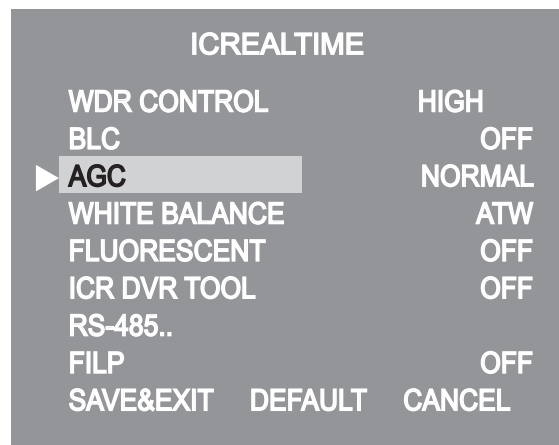 ICREALTIME
WDR CONTROL HIGH
BLC OFF
AGC NORMAL
WHITE BALANCE ATW
FLUORESCENT OFF
ICR DVR TOOL OFF
RS-485..
FILP OFF
SAVE&EXIT DEFAULT CANCEL